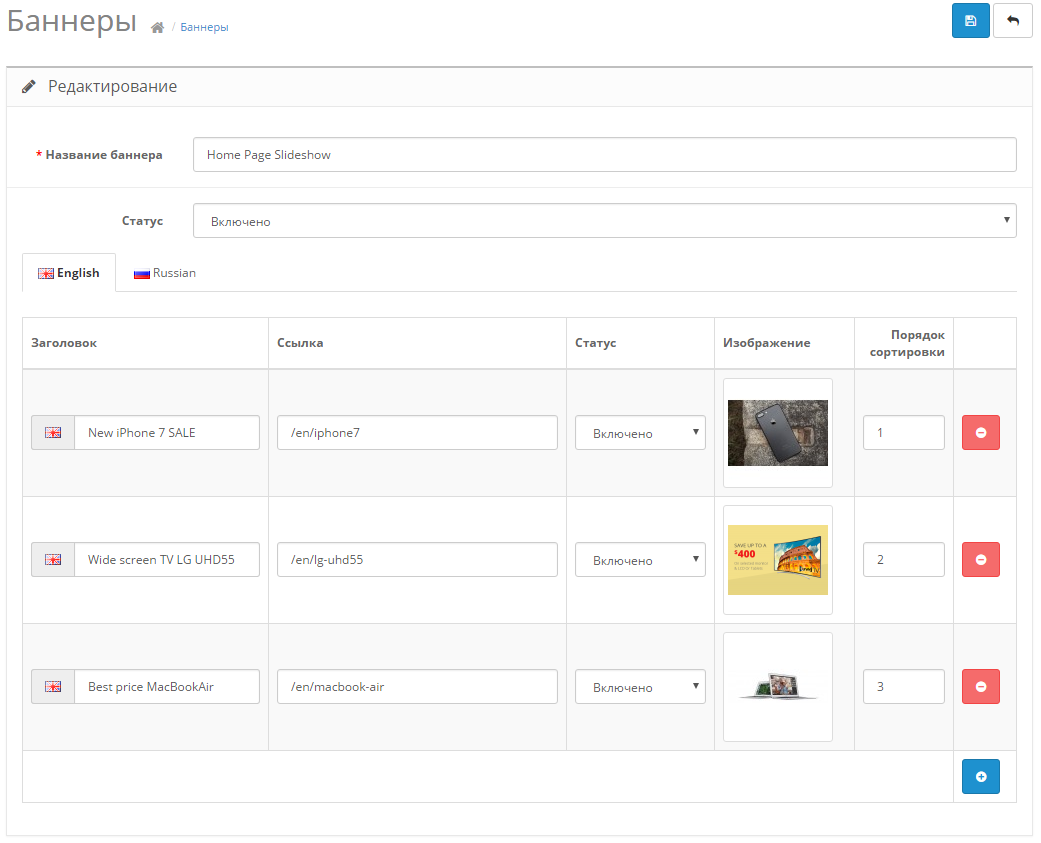 Баннеры / Баннеры
Редактирование
* Название баннера Home Page Slideshow
Статус Включено
English Russian
Заголовок Ссылка Статус Изображение Порядок
сортировки
New iPhone 7 SALE /en/iphone7 Включено 1
Wide screen TV LG UHD55 /en/lg-uhd55 Включено 2
SAVE UP TO A
$400
Best price MacBookAir /en/macbook-air Включено 3